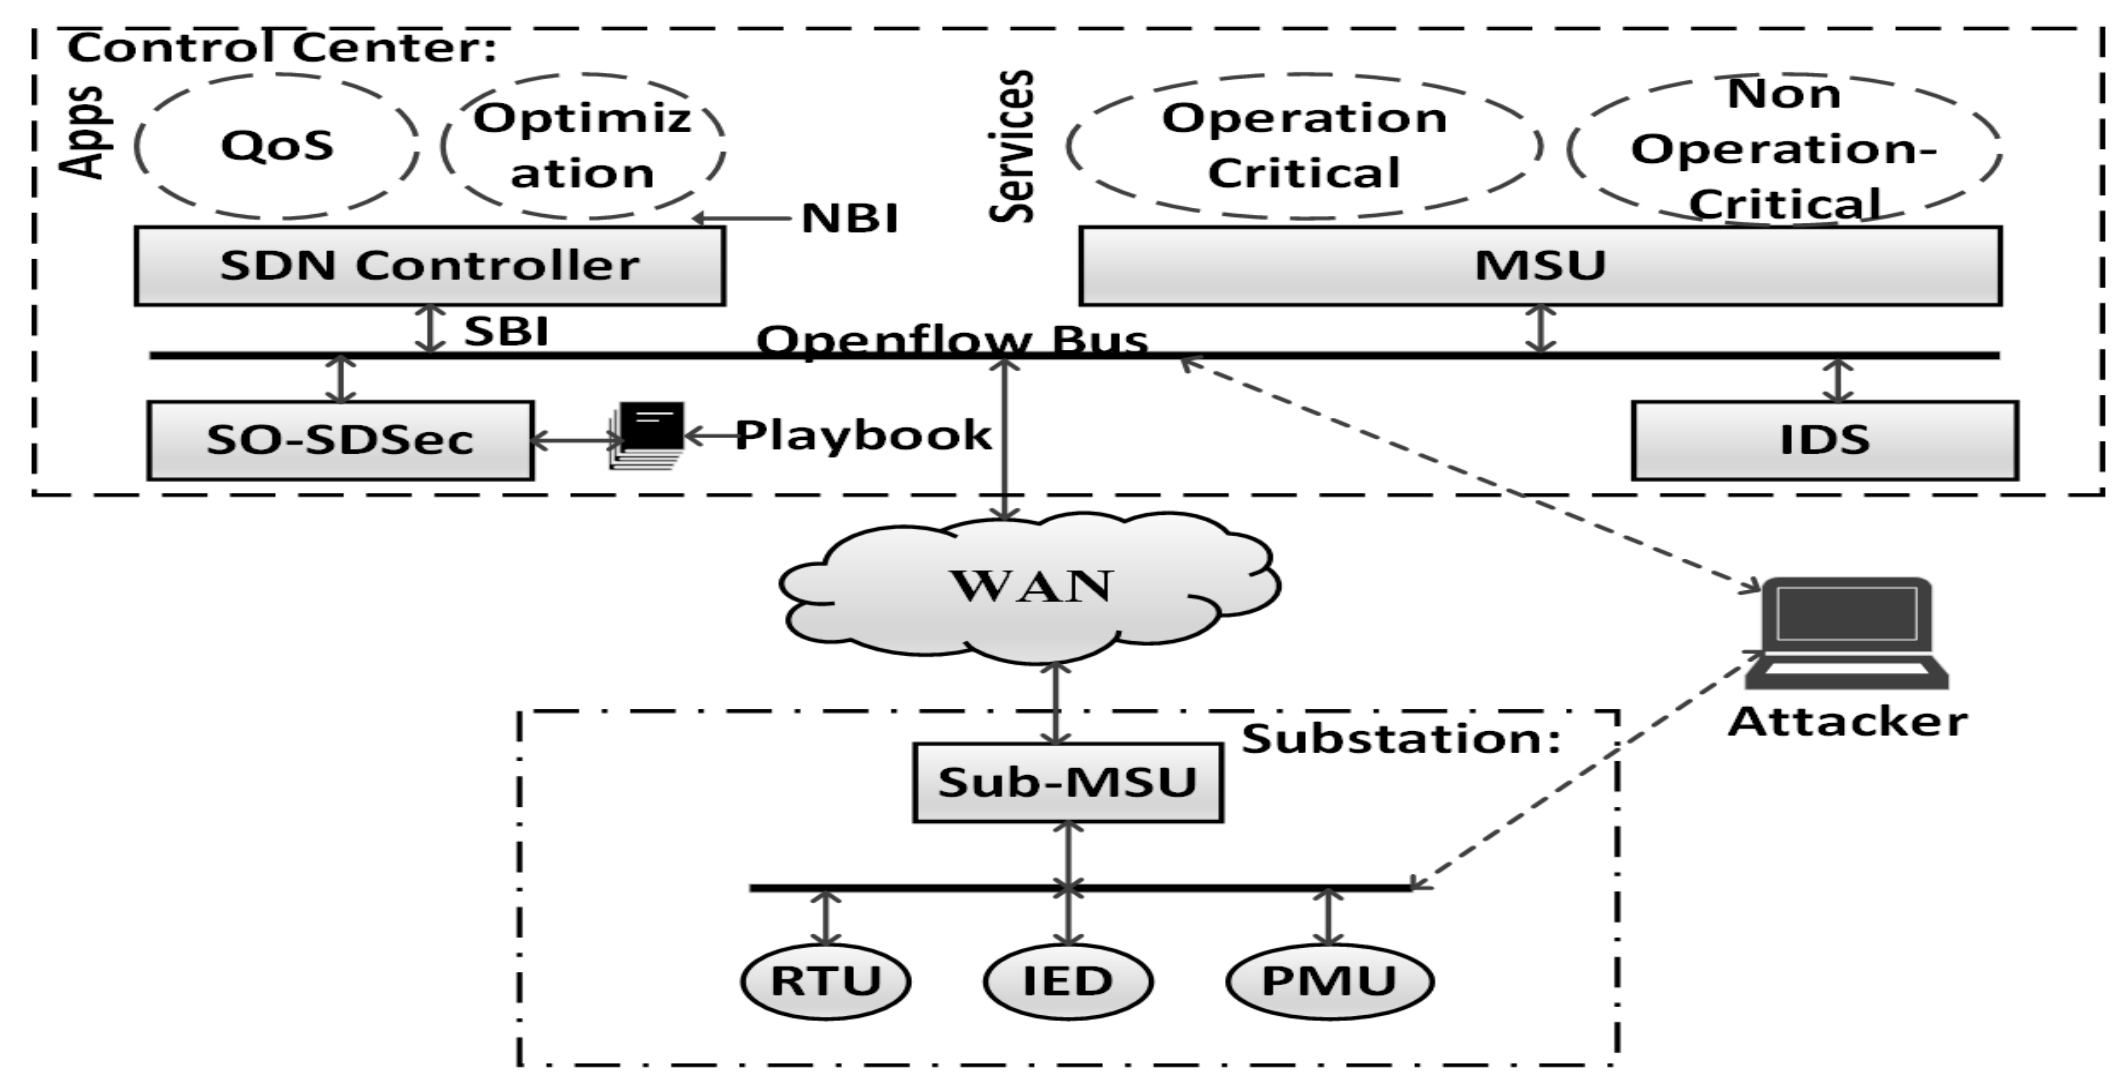 Control Center:
Apps
QoS
Optimiz
ation
Services
Operation
Critical
Non
Operation-
Critical
NBI
SDN Controller
MSU
SBI
Openflow Bus
SO-SDSec
Playbook
IDS
WAN
Attacker
Substation:
Sub-MSU
RTU
IED
PMU